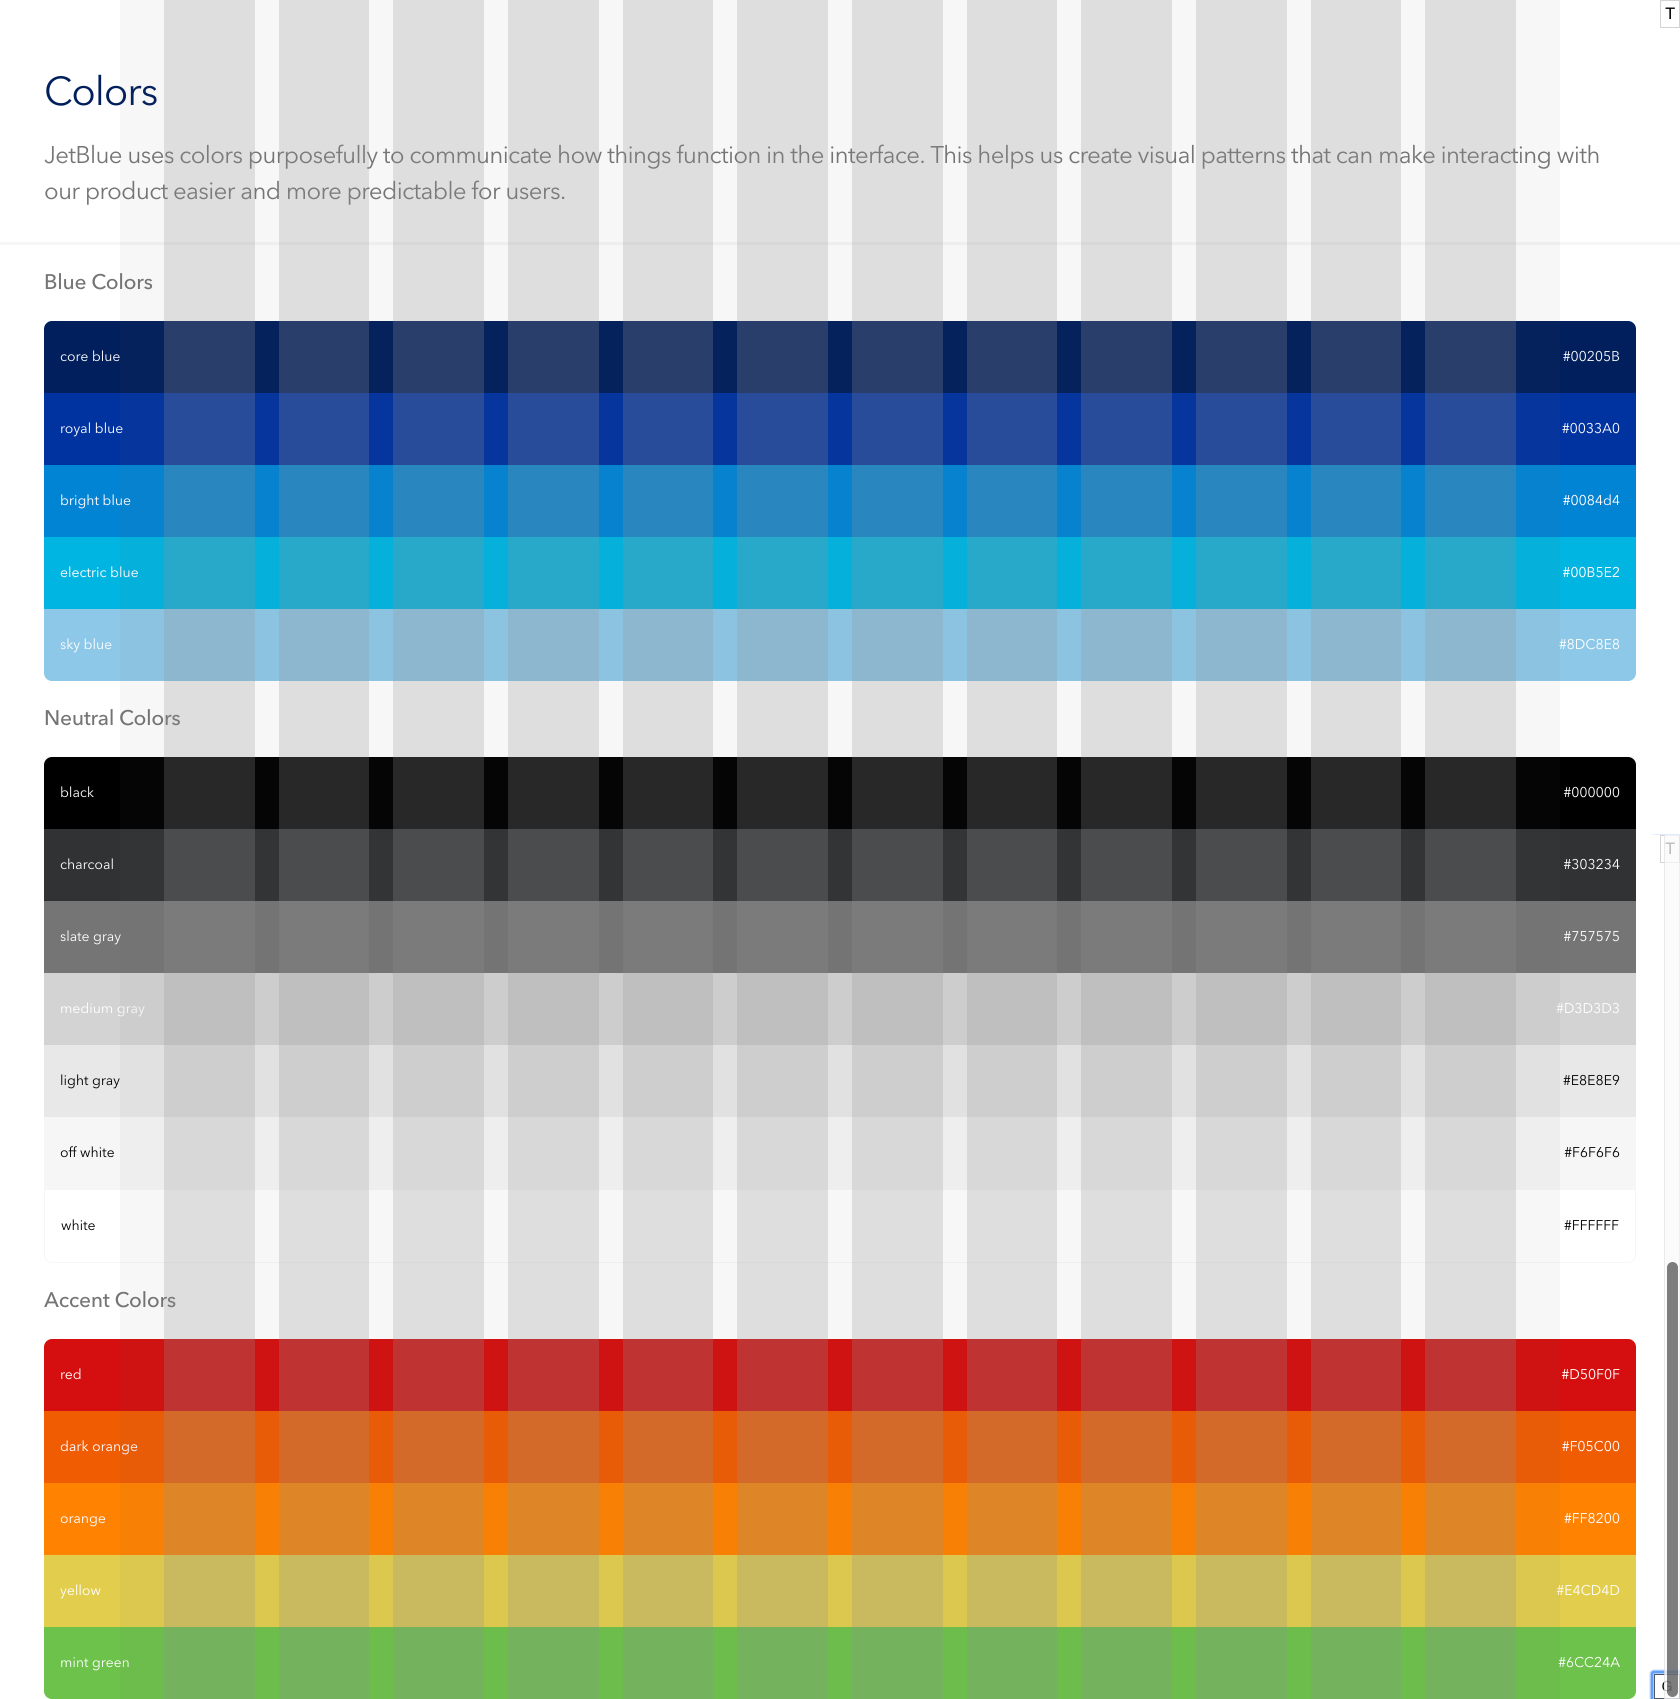 T
Colors
JetBlue uses colors purposefully to communicate how things function in the interface. This helps us create visual patterns that can make interacting with
our product easier and more predictable for users.
Blue Colors
core blue #00205B
royal blue #0033A0
bright blue #0084d4
electric blue #00B5E2
sky blue #8DC8E8
Neutral Colors
black #000000
charcoal #303234
T
slate gray #757575
medium gray #D3D3D3
light gray #E8E8E9
off white #F6F6F6
white #FFFFFF
Accent Colors
red #D50F0F
dark orange #F05C00
orange #FF8200
yellow #E4CD4D
mint green #6CC24A